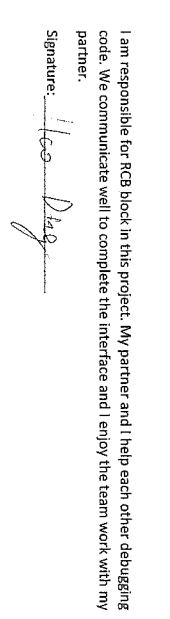 I am responsible for RCB block in this project. My partner and I help each other debugging
code. We communicate well to complete the interface and I enjoy the team work with my
partner.
Signature: